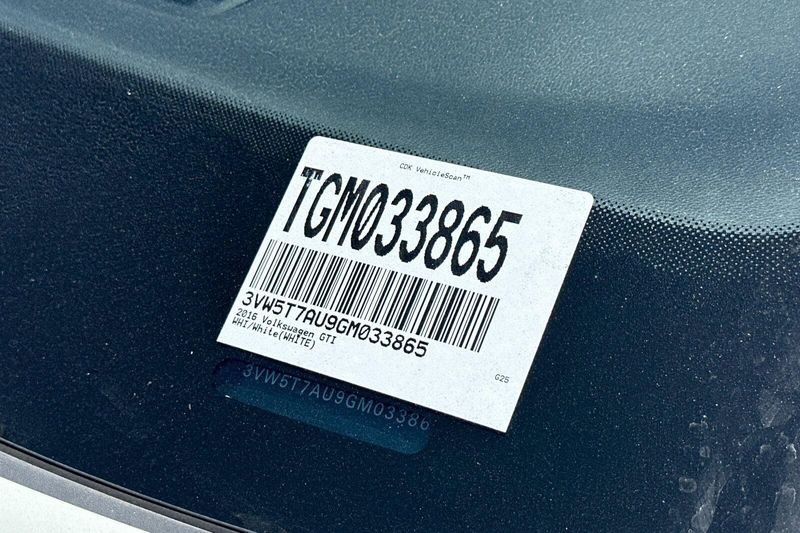 CDK VehicleScan™
TGM033865
3VW5T7AU9GM033865
2016 Volkswagen GTI
WHI/White(WHITE)
G25
3VW5T7AU9GM03386